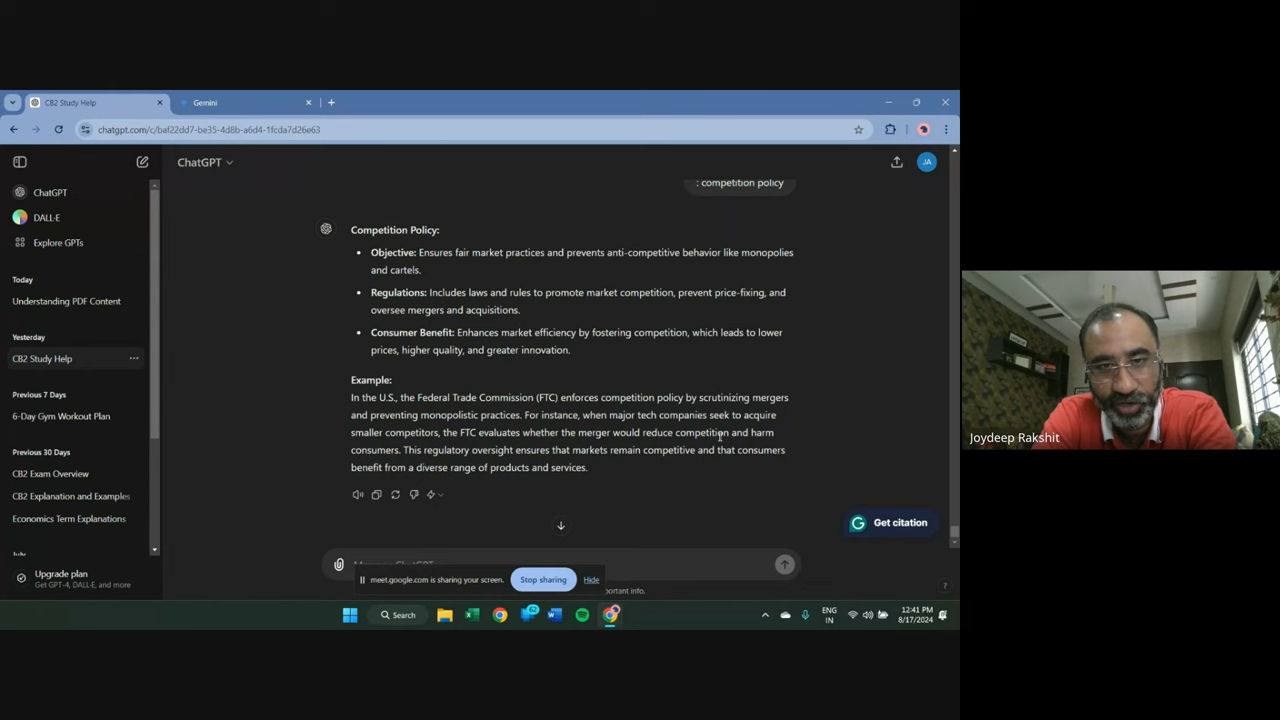 CB2 Study Help
Gemini
chatgpt.com/c/baf22dd7-be35-4d8b-a6d4-1fcda7d26e63
ChatGPT
JA
ChatGPT
DALL·E
Explore GPTs
Today
Understanding PDF Content
Yesterday
CB2 Study Help
Previous 7 Days
6-Day Gym Workout Plan
Previous 30 Days
CB2 Exam Overview
CB2 Explanation and Examples
Economics Term Explanations
Upgrade plan
Get GPT-4, DALL·E, and more
: competition policy
Competition Policy:
• Objective: Ensures fair market practices and prevents anti-competitive behavior like monopolies
and cartels.
• Regulations: Includes laws and rules to promote market competition, prevent price-fixing, and
oversee mergers and acquisitions.
• Consumer Benefit: Enhances market efficiency by fostering competition, which leads to lower
prices, higher quality, and greater innovation.
Example:
In the U.S., the Federal Trade Commission (FTC) enforces competition policy by scrutinizing mergers
and preventing monopolistic practices. For instance, when major tech companies seek to acquire
smaller competitors, the FTC evaluates whether the merger would reduce competition and harm
consumers. This regulatory oversight ensures that markets remain competitive and that consumers
benefit from a diverse range of products and services.
Get citation
meet.google.com is sharing your screen.
Stop sharing
Hide
portant info.
?
Search
62
ENG
IN
12:41 PM
8/17/2024
Joydeep Rakshit